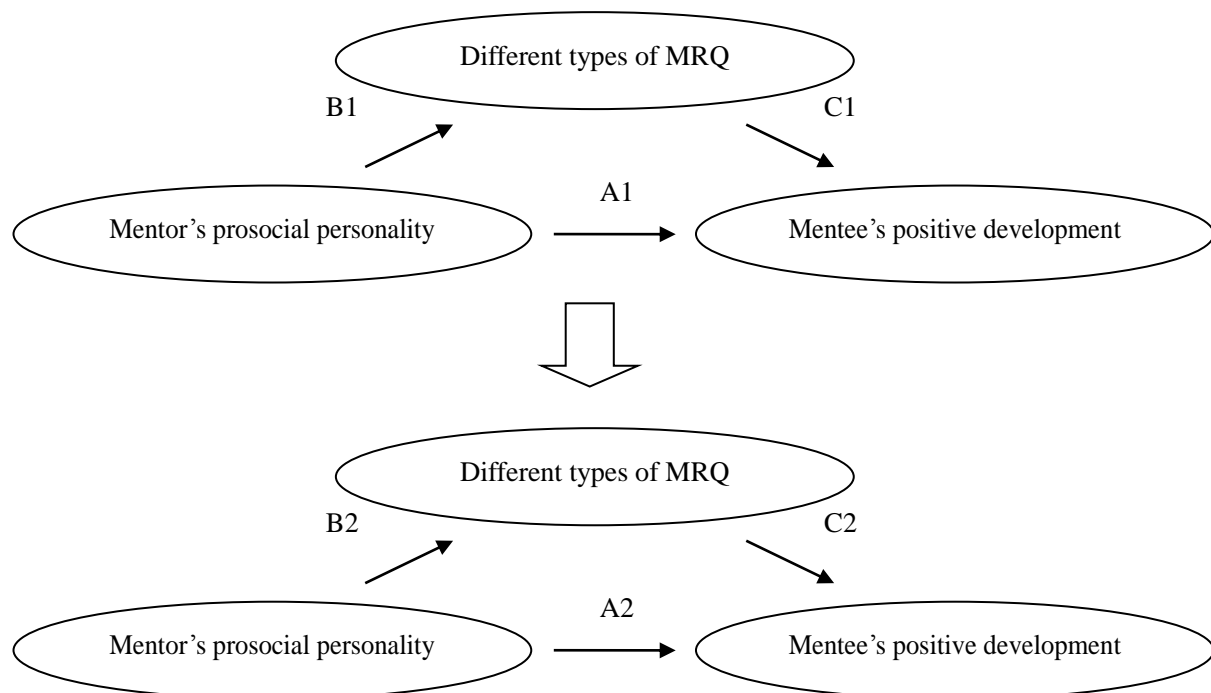 Different types of MRQ
B1
C1
A1
Mentor’s prosocial personality
Mentee’s positive development
Different types of MRQ
B2
C2
A2
Mentor’s prosocial personality
Mentee’s positive development